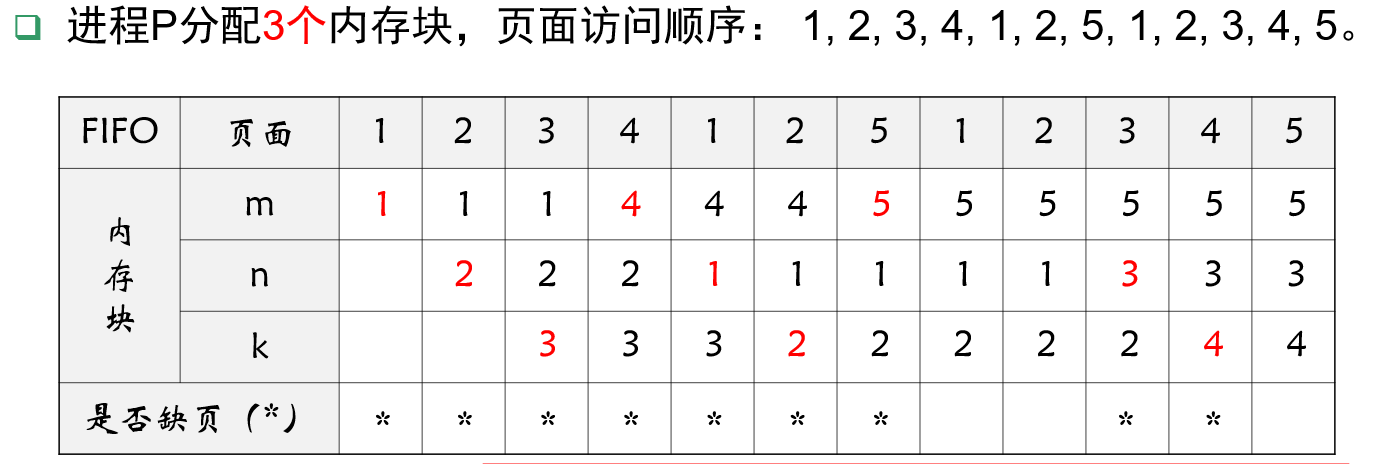 进程P分配3个内存块，页面访问顺序： 1, 2, 3, 4, 1, 2, 5, 1, 2, 3, 4, 5。
FIFO 页面 1 2 3 4 1 2 5 1 2 3 4 5
内存块
m 1 1 1 4 4 4 5 5 5 5 5 5
n 2 2 2 1 1 1 1 1 3 3 3
k 3 3 3 2 2 2 2 2 4 4
是否缺页（*） * * * * * * * * *